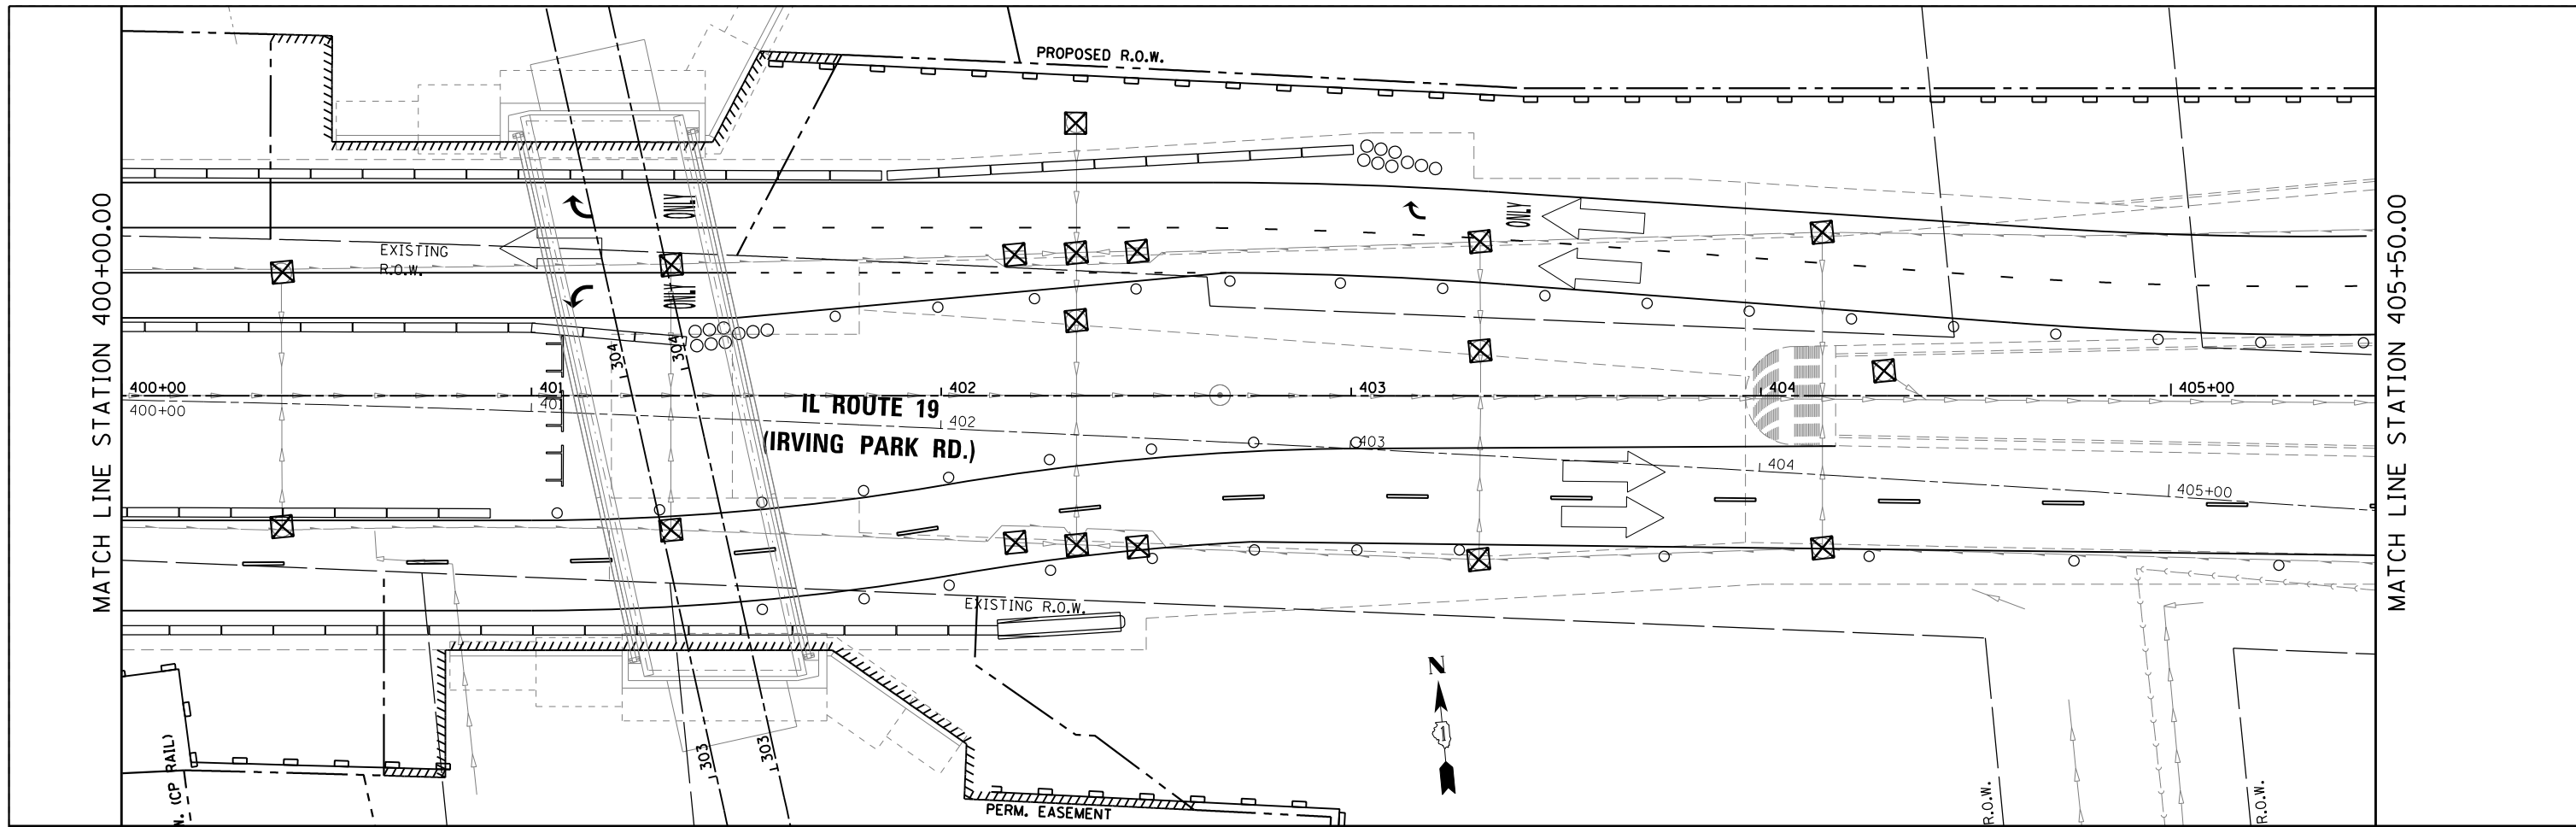 PROPOSED R.O.W.
MATCH LINE STATION 400+00.00
MATCH LINE STATION 405+50.00
ONLY
ONLY
EXISTING
R.O.W.
ONLY
304
304
400+00
401
402
403
404
405+00
400+00
401
402
403
404
405+00
IL ROUTE 19
(IRVING PARK RD.)
EXISTING R.O.W.
N
1
303
303
(CP RAIL)
R.O.W.
R.O.W.
PERM. EASEMENT